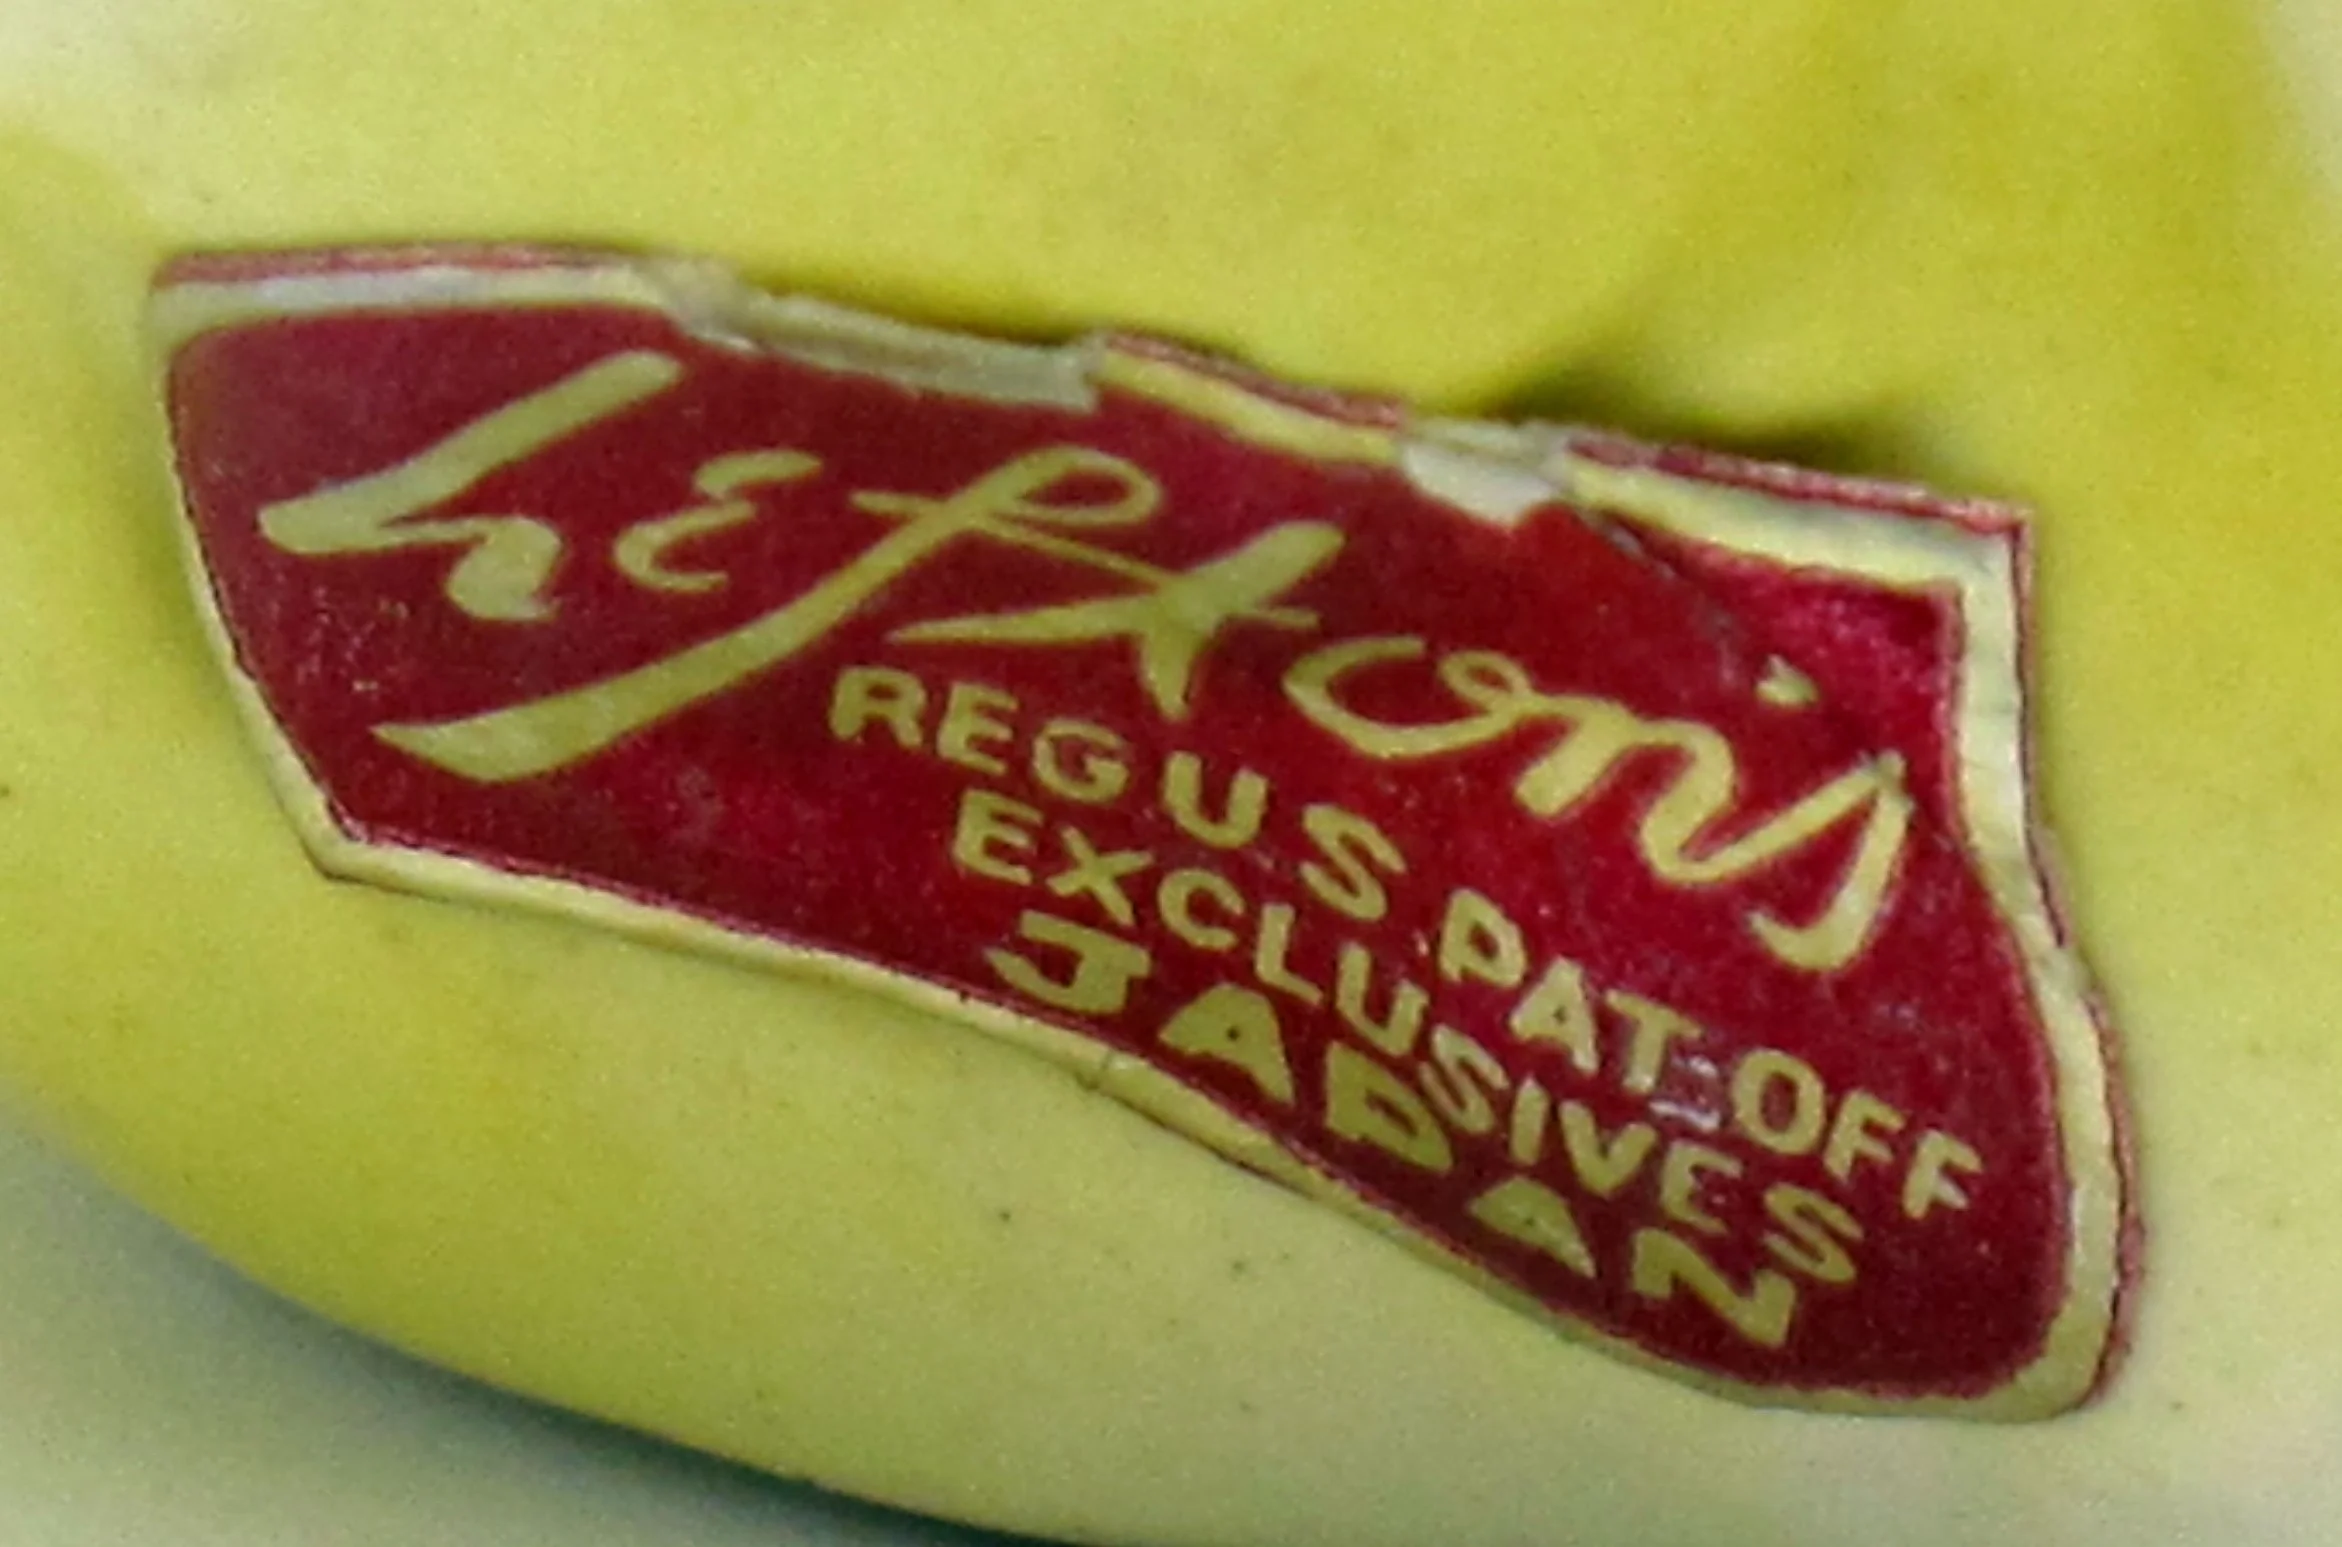 Lefton's
REG U S PAT OFF
EXCLUSIVES
JAPAN